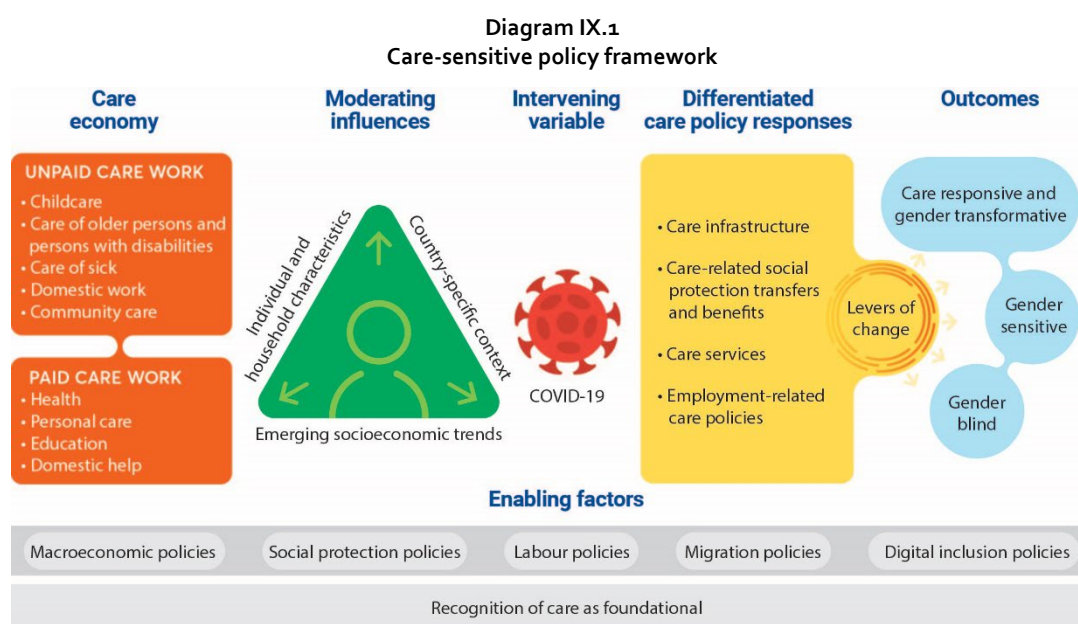 Diagram IX.1
Care-sensitive policy framework
Care
economy
Moderating
influences
Intervening
variable
Differentiated
care policy responses
Outcomes
UNPAID CARE WORK
• Childcare
• Care of older persons and
persons with disabilities
• Care of sick
• Domestic work
• Community care
PAID CARE WORK
• Health
• Personal care
• Education
• Domestic help
Individual and
household characteristics
Country-specific context
Emerging socioeconomic trends
COVID-19
• Care infrastructure
• Care-related social
protection transfers
and benefits
• Care services
• Employment-related
care policies
Levers of
change
Care responsive and
gender transformative
Gender
sensitive
Gender
blind
Enabling factors
Macroeconomic policies
Social protection policies
Labour policies
Migration policies
Digital inclusion policies
Recognition of care as foundational